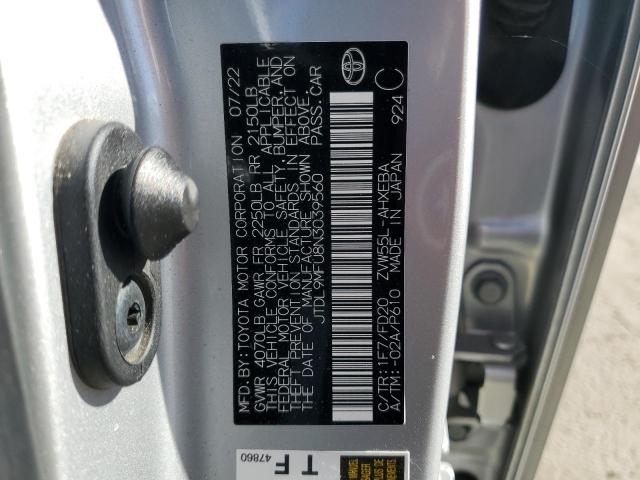 MFD. BY: TOYOTA MOTOR CORPORATION 07/22
GVWR 4070LB GAWR FR 2250LB RR 2150LB
THIS VEHICLE CONFORMS TO ALL APPLICABLE
FEDERAL MOTOR VEHICLE SAFETY, BUMPER, AND
THEFT PREVENTION STANDARDS IN EFFECT ON
THE DATE OF MANUFACTURE SHOWN ABOVE.
JTDL9MFU8N3039560 PASS. CAR
C/TR: 1F7/FD20 ZVW55L-AHXEBA
A/TM: -02A/P610 MADE IN JAPAN 924 C
47860
T F